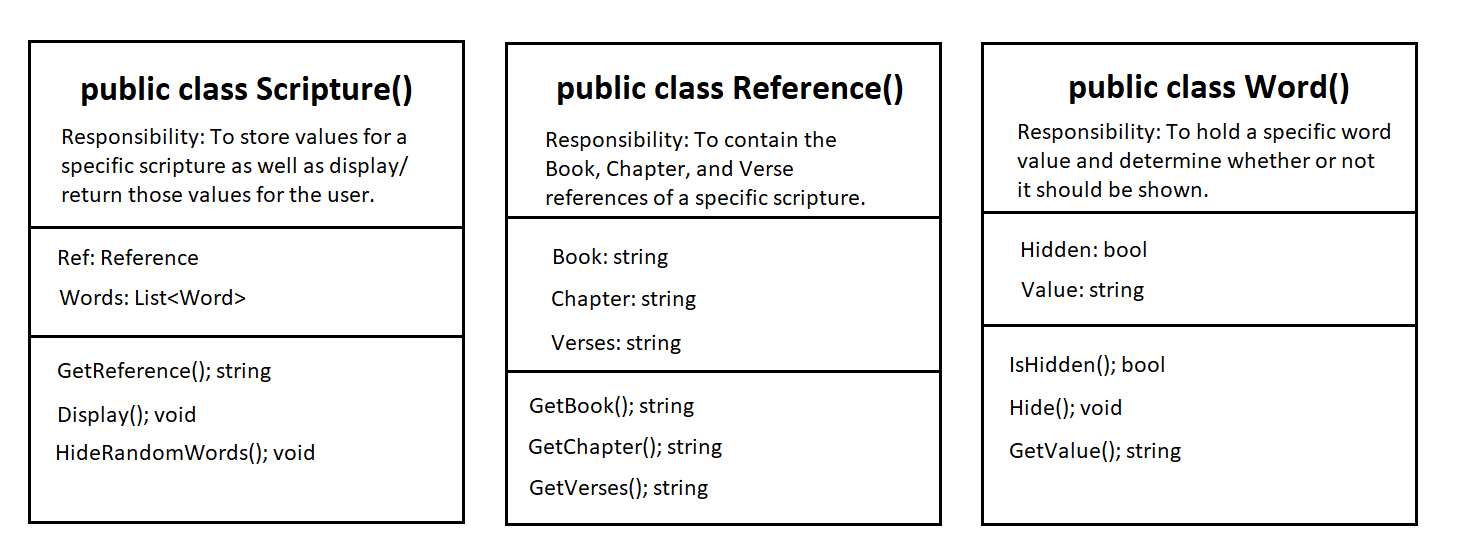 public class Scripture()
Responsibility: To store values for a
specific scripture as well as display/
return those values for the user.
Ref: Reference
Words: List<Word>
GetReference(); string
Display(); void
HideRandomWords(); void
public class Reference()
Responsibility: To contain the
Book, Chapter, and Verse
references of a specific scripture.
Book: string
Chapter: string
Verses: string
GetBook(); string
GetChapter(); string
GetVerses(); string
public class Word()
Responsibility: To hold a specific word
value and determine whether or not
it should be shown.
Hidden: bool
Value: string
IsHidden(); bool
Hide(); void
GetValue(); string